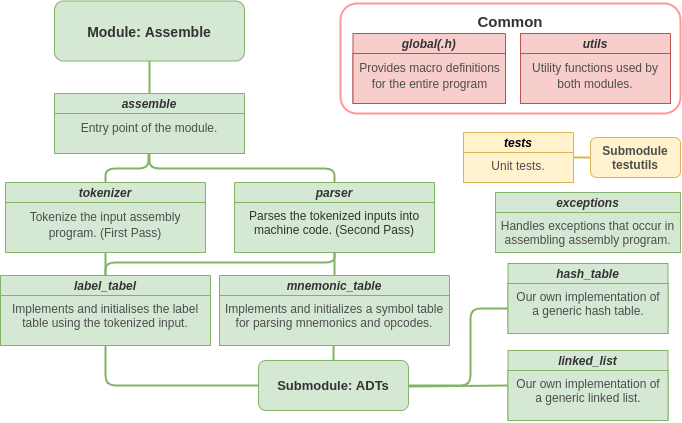 Module: Assemble
Common
global(.h)
Provides macro definitions
for the entire program
utils
Utility functions used by
both modules.
assemble
Entry point of the module.
tests
Unit tests.
Submodule
testutils
tokenizer
Tokenize the input assembly
program. (First Pass)
parser
Parses the tokenized inputs into
machine code. (Second Pass)
exceptions
Handles exceptions that occur in
assembling assembly program.
label_tabel
Implements and initialises the label
table using the tokenized input.
mnemonic_table
Implements and initializes a symbol table
for parsing mnemonics and opcodes.
hash_table
Our own implementation of
a generic hash table.
Submodule: ADTs
linked_list
Our own implementation of
a generic linked list.